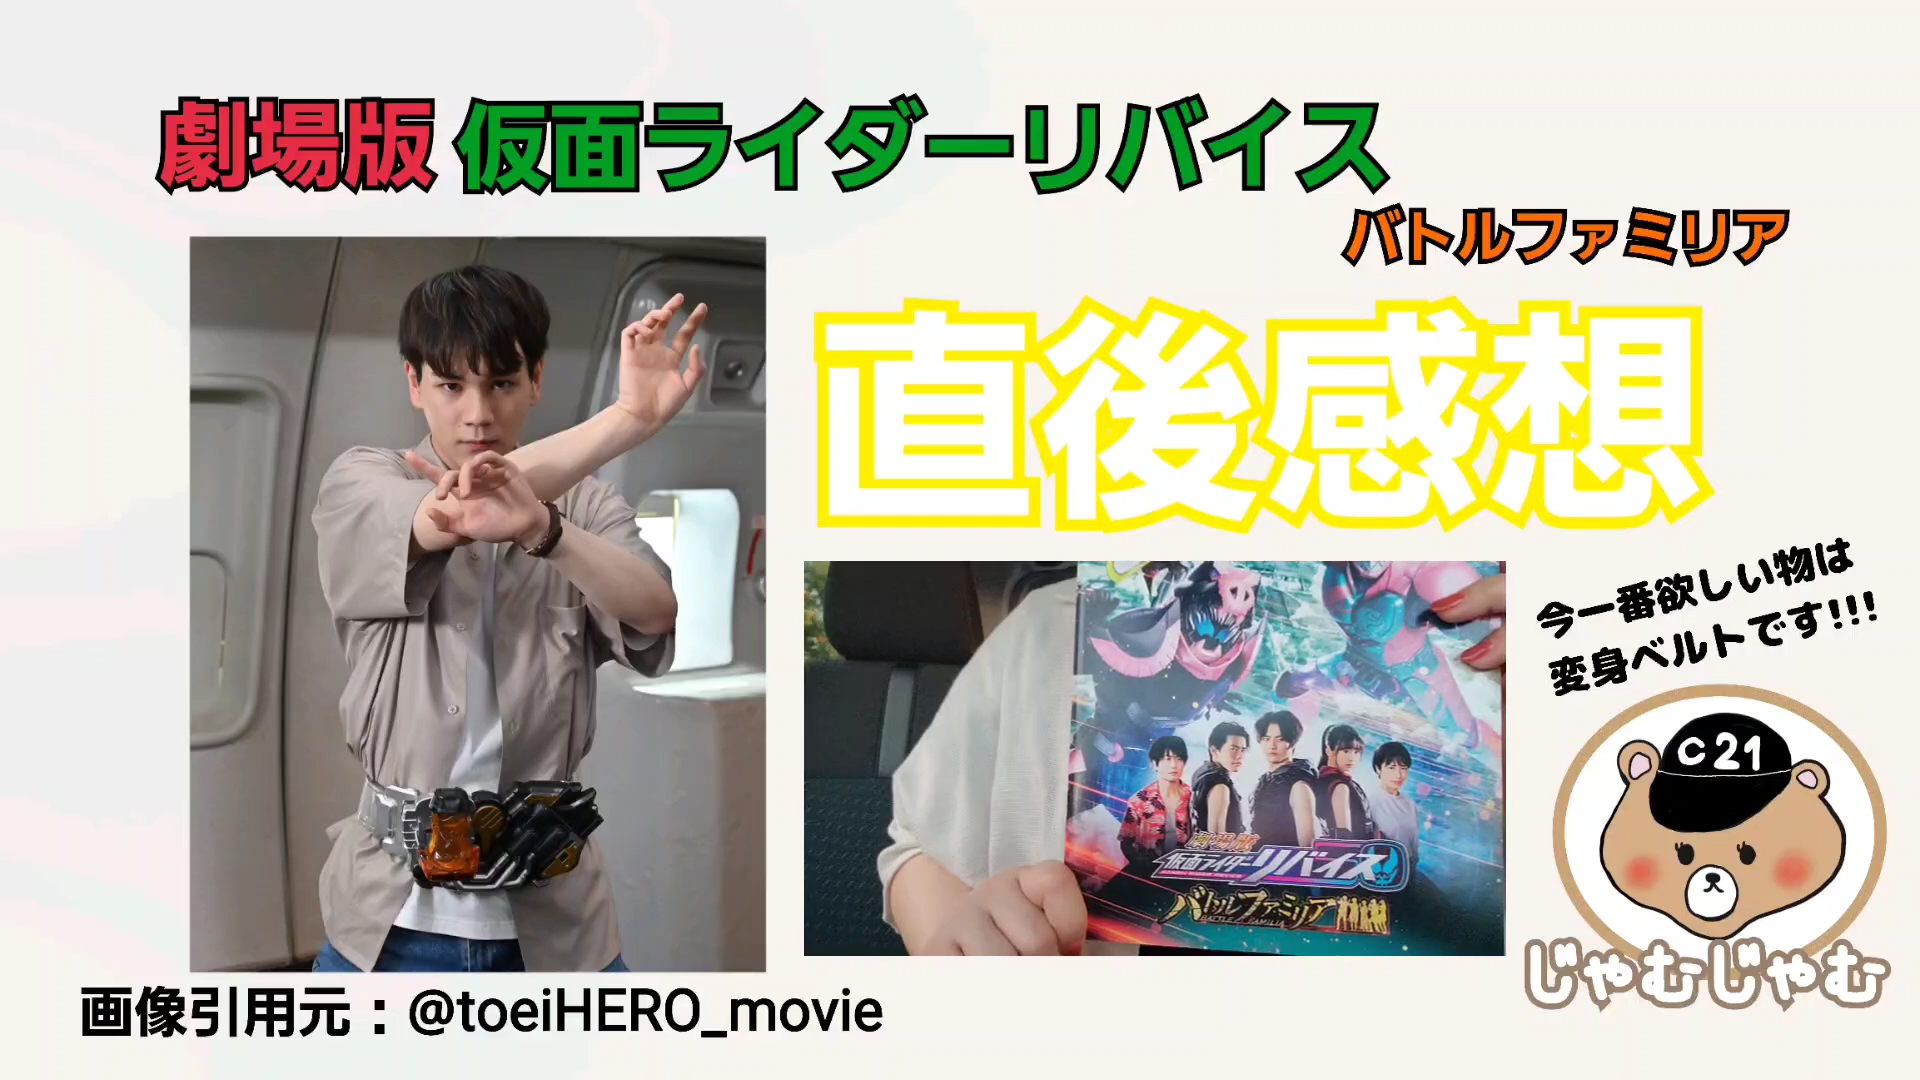 劇場版 仮面ライダーリバイス
バトルファミリア
直後感想
今一番欲しい物は
変身ベルトです!!!
C21
劇場版
仮面ライダーリバイス
バトルファミリア
BATTLE FAMILIA
じゃむじゃむ
画像引用元：@toeiHERO_movie